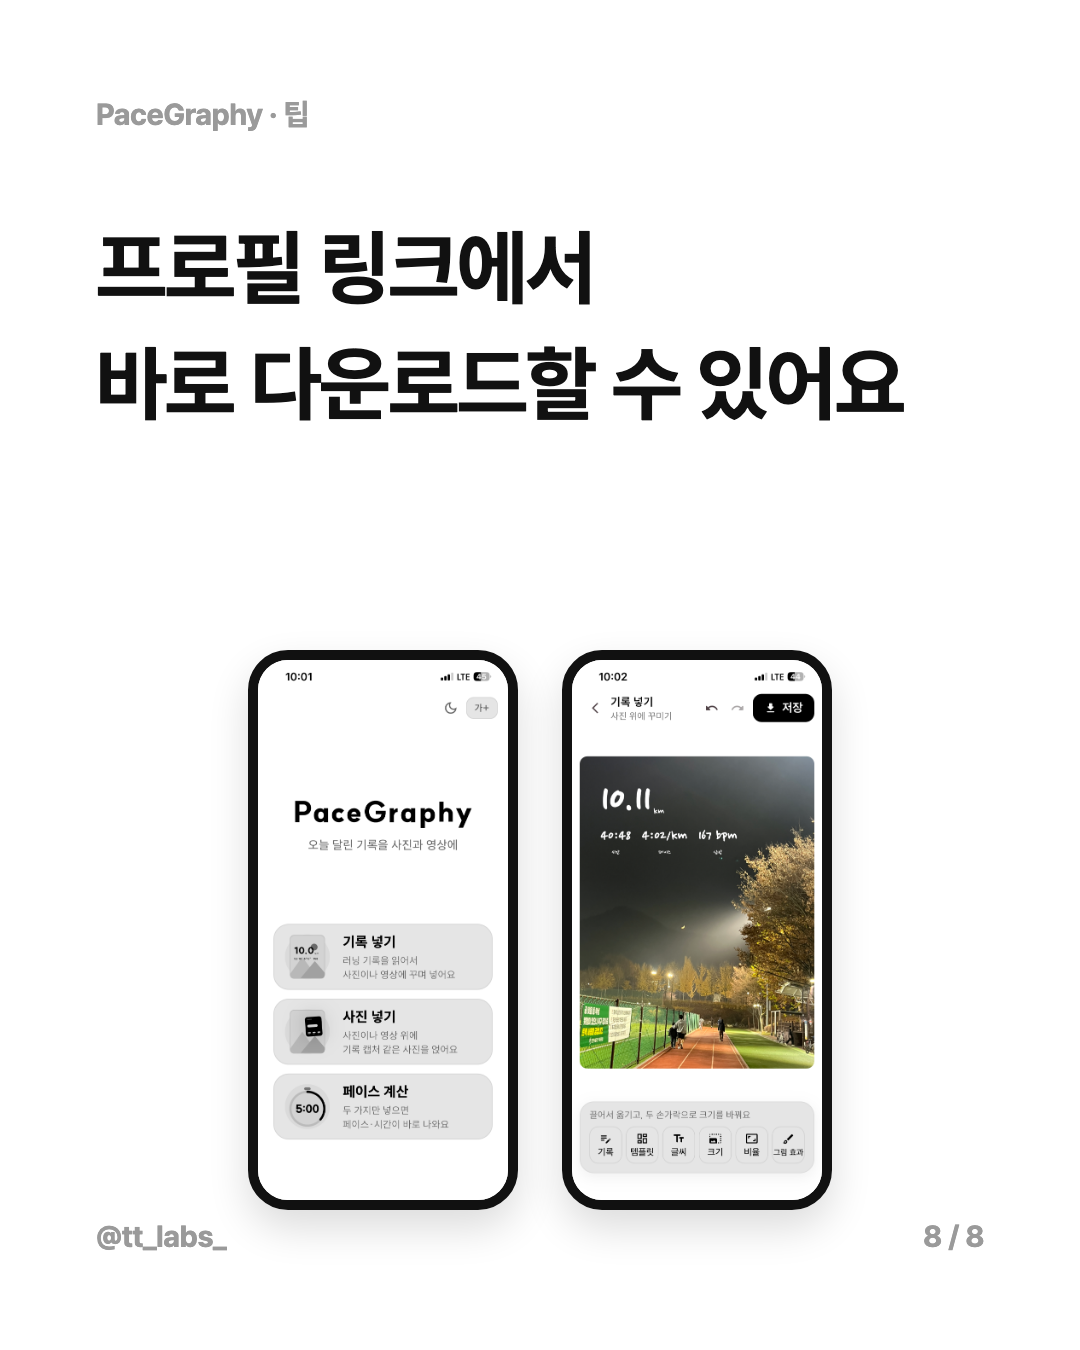 PaceGraphy · 팁
프로필 링크에서
바로 다운로드할 수 있어요
10:01
LTE
가+
PaceGraphy
오늘 달린 기록을 사진과 영상에
10.0
기록 넣기
러닝 기록을 읽어서
사진이나 영상에 꾸며 넣어요
사진 넣기
사진이나 영상 위에
기록 캡처 같은 사진을 얹어요
5:00
페이스 계산
두 가지만 넣으면
페이스·시간이 바로 나와요
10:02
LTE
기록 넣기
사진 위에 꾸미기
저장
10.11 km
40:48 4:02/km 167 bpm
끌어서 옮기고, 두 손가락으로 크기를 바꿔요
기록 템플릿 글씨 크기 비율 그림 효과
@tt_labs_
8 / 8